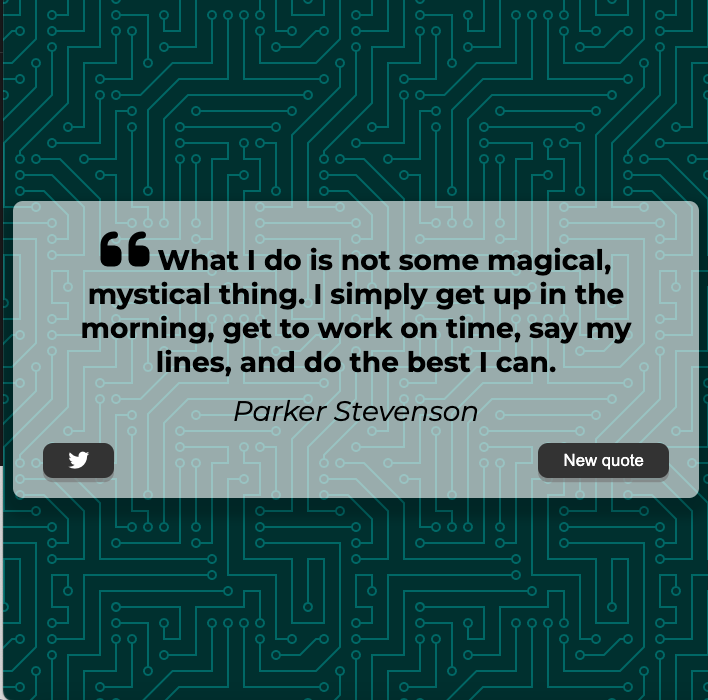 ❝ What I do is not some magical,
mystical thing. I simply get up in the
morning, get to work on time, say my
lines, and do the best I can.
Parker Stevenson
New quote